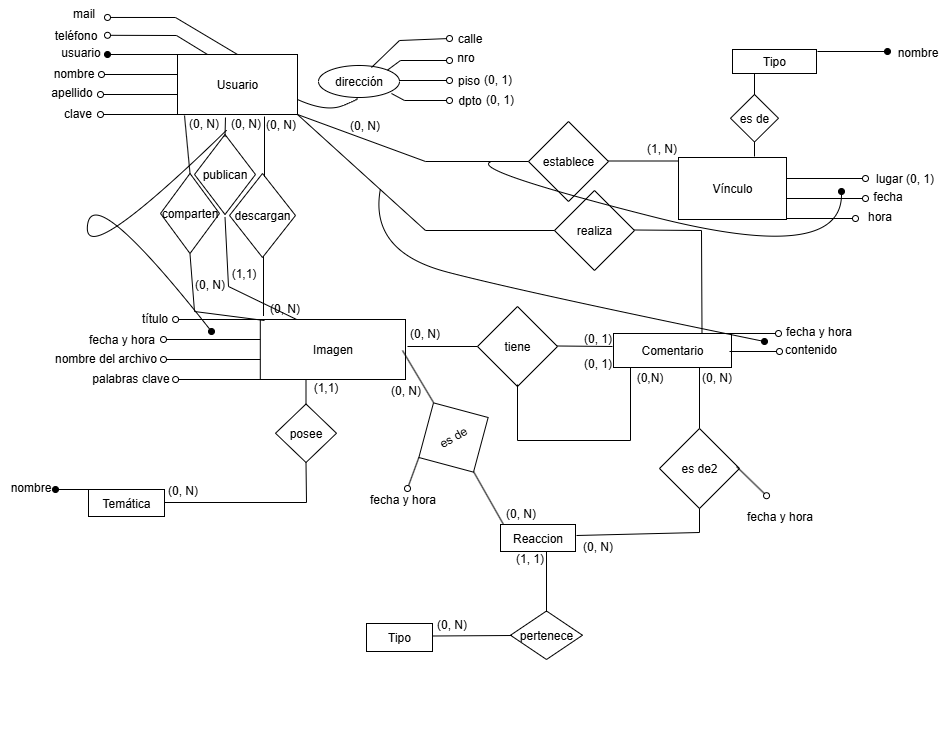 mail
teléfono
usuario
nombre
apellido
clave
Usuario
dirección
calle
nro
piso (0, 1)
dpto (0, 1)
Tipo
nombre
es de
(0, N)
(0, N)
(0, N)
(0, N)
establece
(1, N)
Vínculo
lugar (0, 1)
fecha
hora
publican
comparten
descargan
realiza
(0, N)
(1,1)
(0, N)
título
fecha y hora
nombre del archivo
palabras clave
Imagen
(0, N)
tiene
(0, 1)
(0, 1)
Comentario
fecha y hora
contenido
(1,1)
(0, N)
(0,N)
(0, N)
posee
es de
es de2
nombre
Temática
(0, N)
fecha y hora
fecha y hora
(0, N)
Reaccion
(0, N)
(1, 1)
Tipo
(0, N)
pertenece